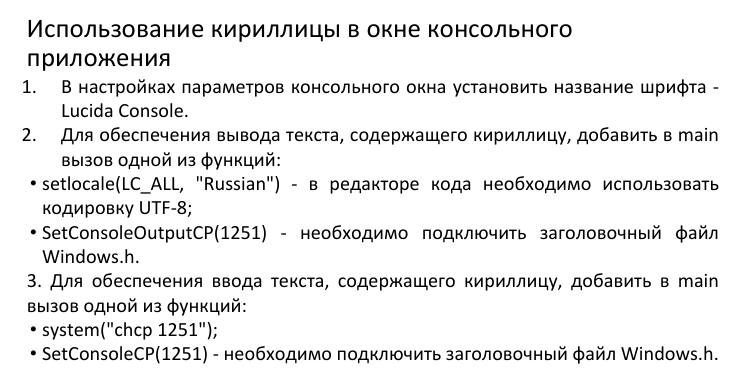 Использование кириллицы в окне консольного
приложения
1. В настройках параметров консольного окна установить название шрифта -
Lucida Console.
2. Для обеспечения вывода текста, содержащего кириллицу, добавить в main
вызов одной из функций:
• setlocale(LC_ALL, "Russian") - в редакторе кода необходимо использовать
кодировку UTF-8;
• SetConsoleOutputCP(1251) - необходимо подключить заголовочный файл
Windows.h.
3. Для обеспечения ввода текста, содержащего кириллицу, добавить в main
вызов одной из функций:
• system("chcp 1251");
• SetConsoleCP(1251) - необходимо подключить заголовочный файл Windows.h.